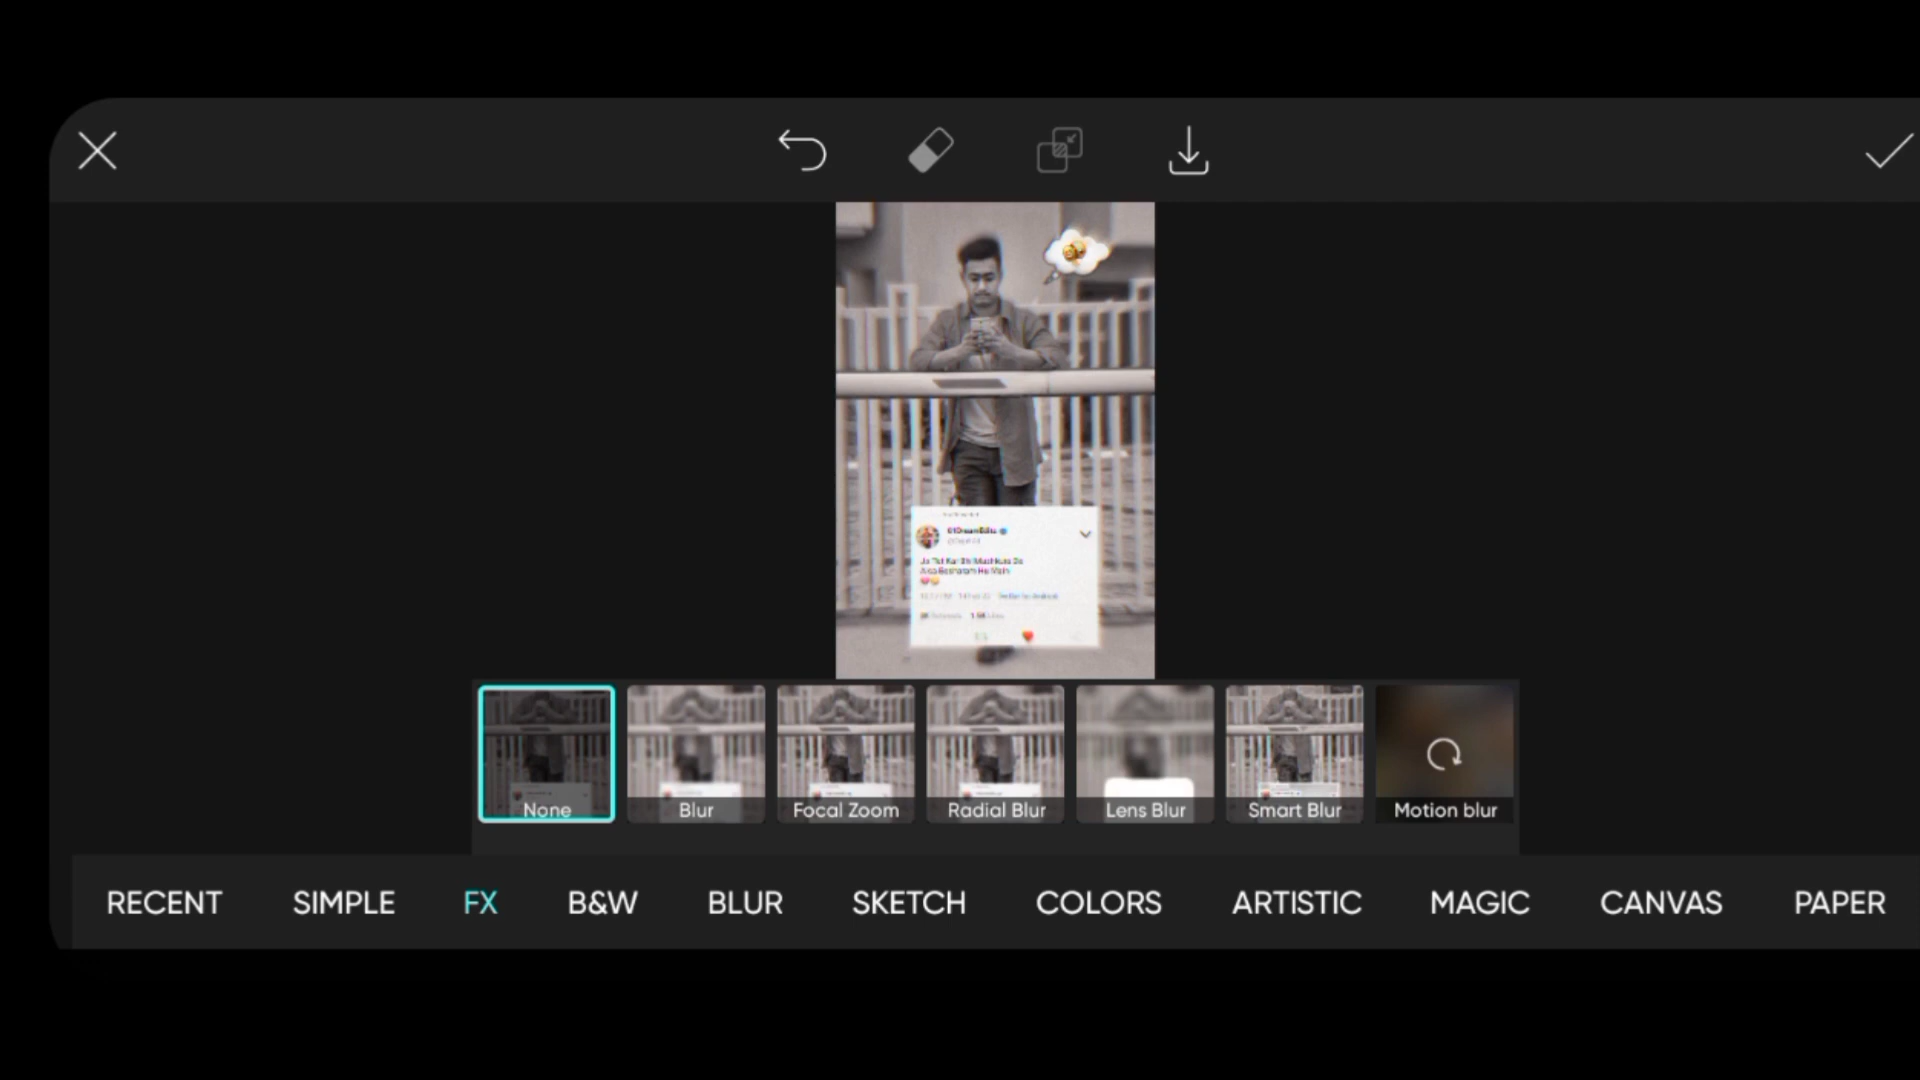 None
Blur
Focal Zoom
Radial Blur
Lens Blur
Smart Blur
Motion blur
RECENT
SIMPLE
FX
B&W
BLUR
SKETCH
COLORS
ARTISTIC
MAGIC
CANVAS
PAPER